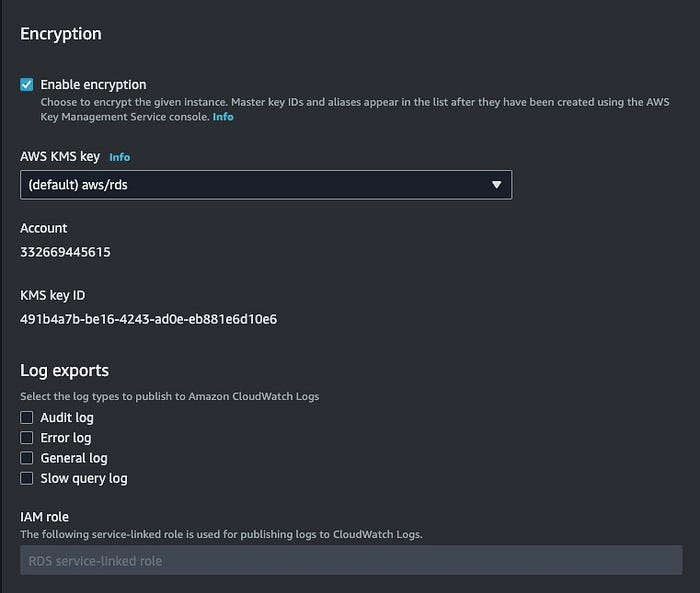 Encryption
Enable encryption
Choose to encrypt the given instance. Master key IDs and aliases appear in the list after they have been created using the AWS
Key Management Service console. Info
AWS KMS key Info
(default) aws/rds
Account
332669445615
KMS key ID
491b4a7b-be16-4243-ad0e-eb881e6d10e6
Log exports
Select the log types to publish to Amazon CloudWatch Logs
Audit log
Error log
General log
Slow query log
IAM role
The following service-linked role is used for publishing logs to CloudWatch Logs.
RDS service-linked role